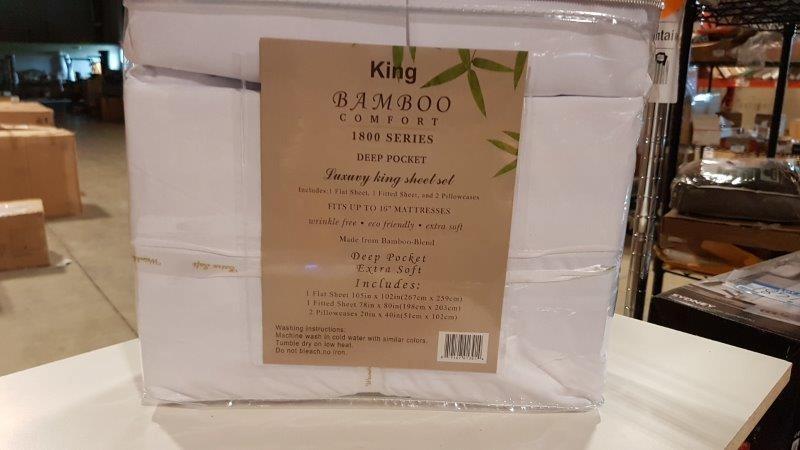 King
BAMBOO
COMFORT
1800 SERIES
DEEP POCKET
Luxuvy king sheet set
Includes:1 Flat Sheet, 1 Fitted Sheet, and 2 Pillowcases
FITS UP TO 16" MATTRESSES
wrinkle free • eco friendly • extra soft
Made from Bamboo-Blend
Deep Pocket
Extra Soft
Includes:
1 Flat Sheet 105in x 102in(267cm x 259cm)
1 Fitted Sheet 78in x 80in(198cm x 203cm)
2 Pillowcases 20in x 40in(51cm x 102cm)
Washing Instructions:
Machine wash in cold water with similar colors.
Tumble dry on low heat.
Do not bleach,no iron.
Extra Soft